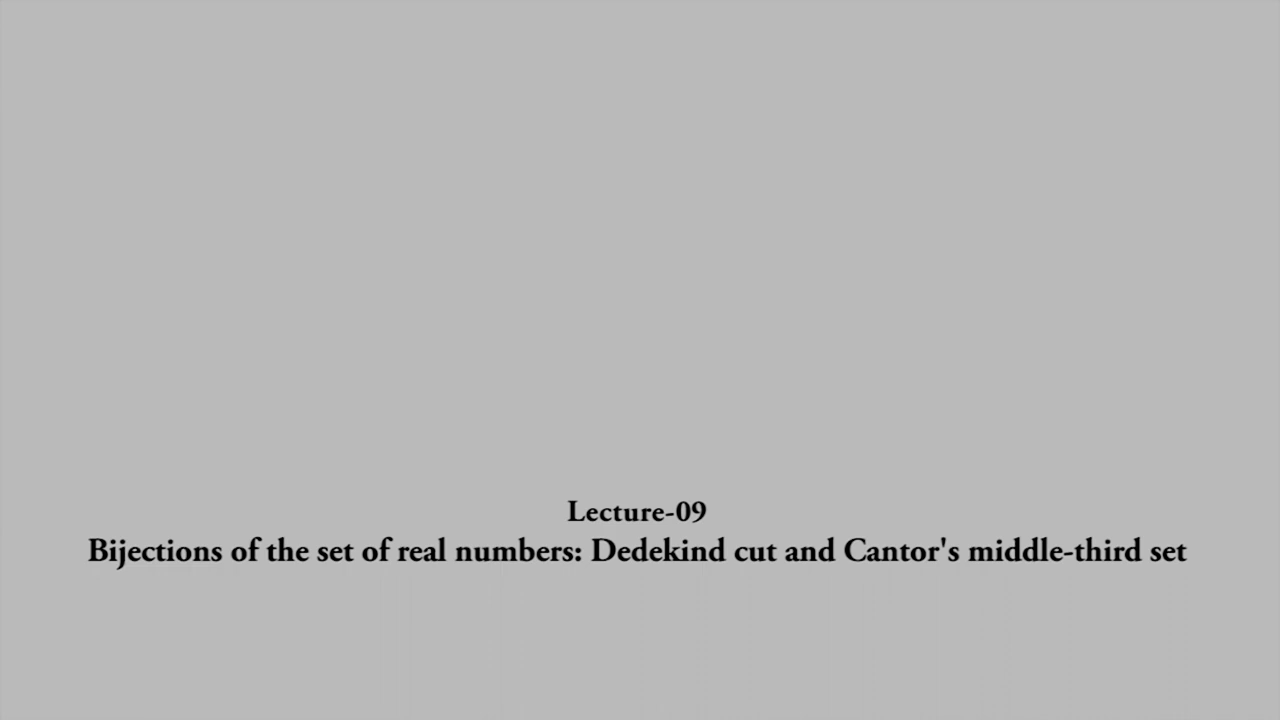 Lecture-09
Bijections of the set of real numbers: Dedekind cut and Cantor's middle-third set